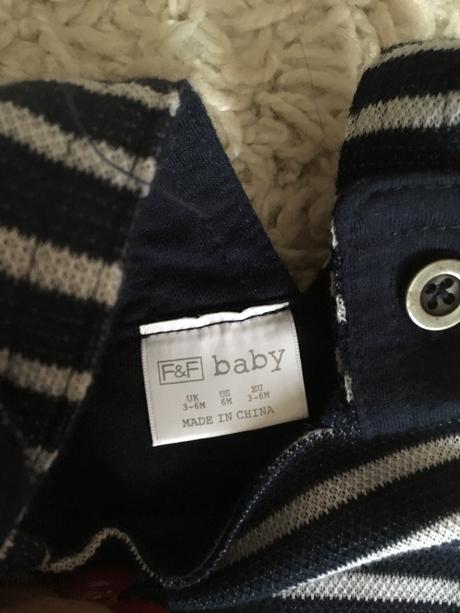 F&F baby
UK US EU
3-6M 6M 3-6M
MADE IN CHINA